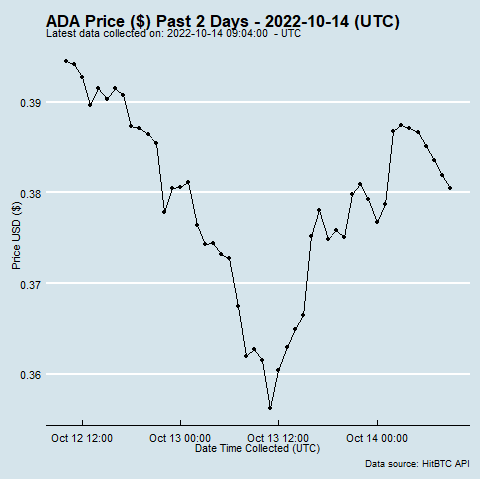 ADA Price ($) Past 2 Days - 2022-10-14 (UTC)
Latest data collected on: 2022-10-14 09:04:00  - UTC
0.39
0.38
0.37
0.36
Price USD ($)
Oct 12 12:00
Oct 13 00:00
Oct 13 12:00
Oct 14 00:00
Date Time Collected (UTC)
Data source: HitBTC API